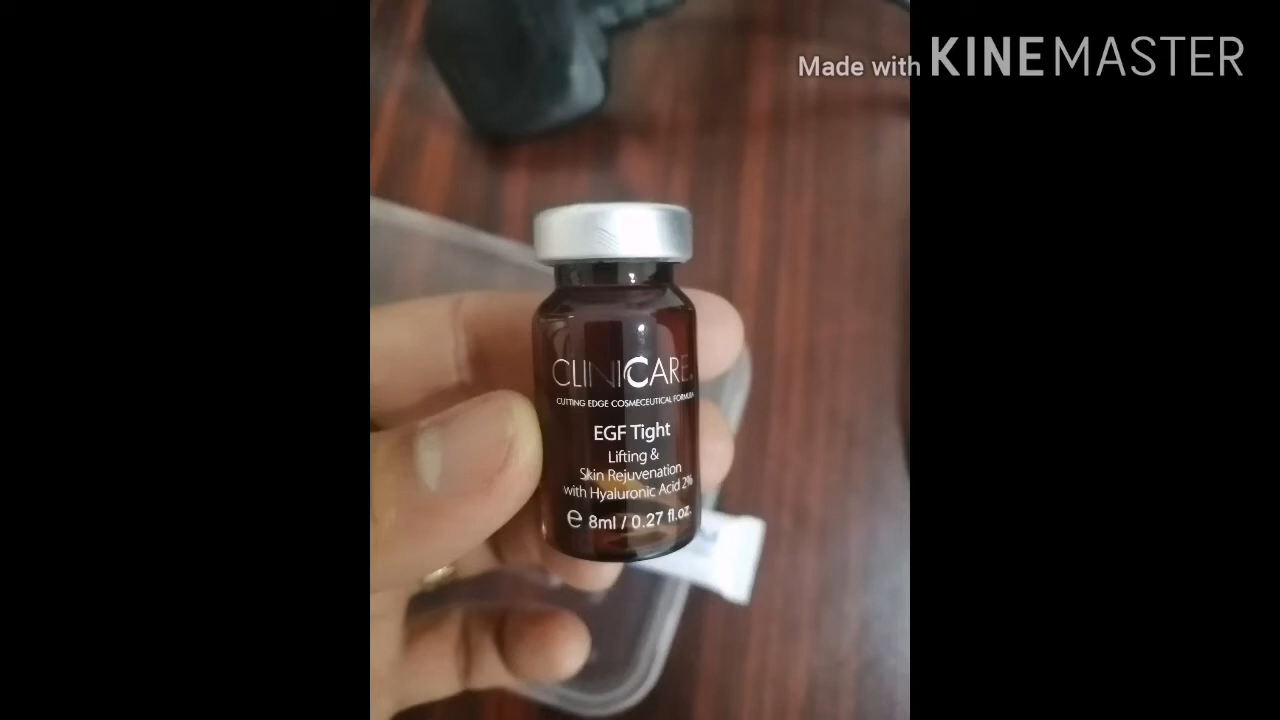 Made with KINEMASTER
CLINICCARE
CUTTING EDGE COSMECEUTICAL FORMULA
EGF Tight
Lifting &
Skin Rejuvenation
with Hyaluronic Acid 2%
℮ 8ml / 0.27 fl.oz.